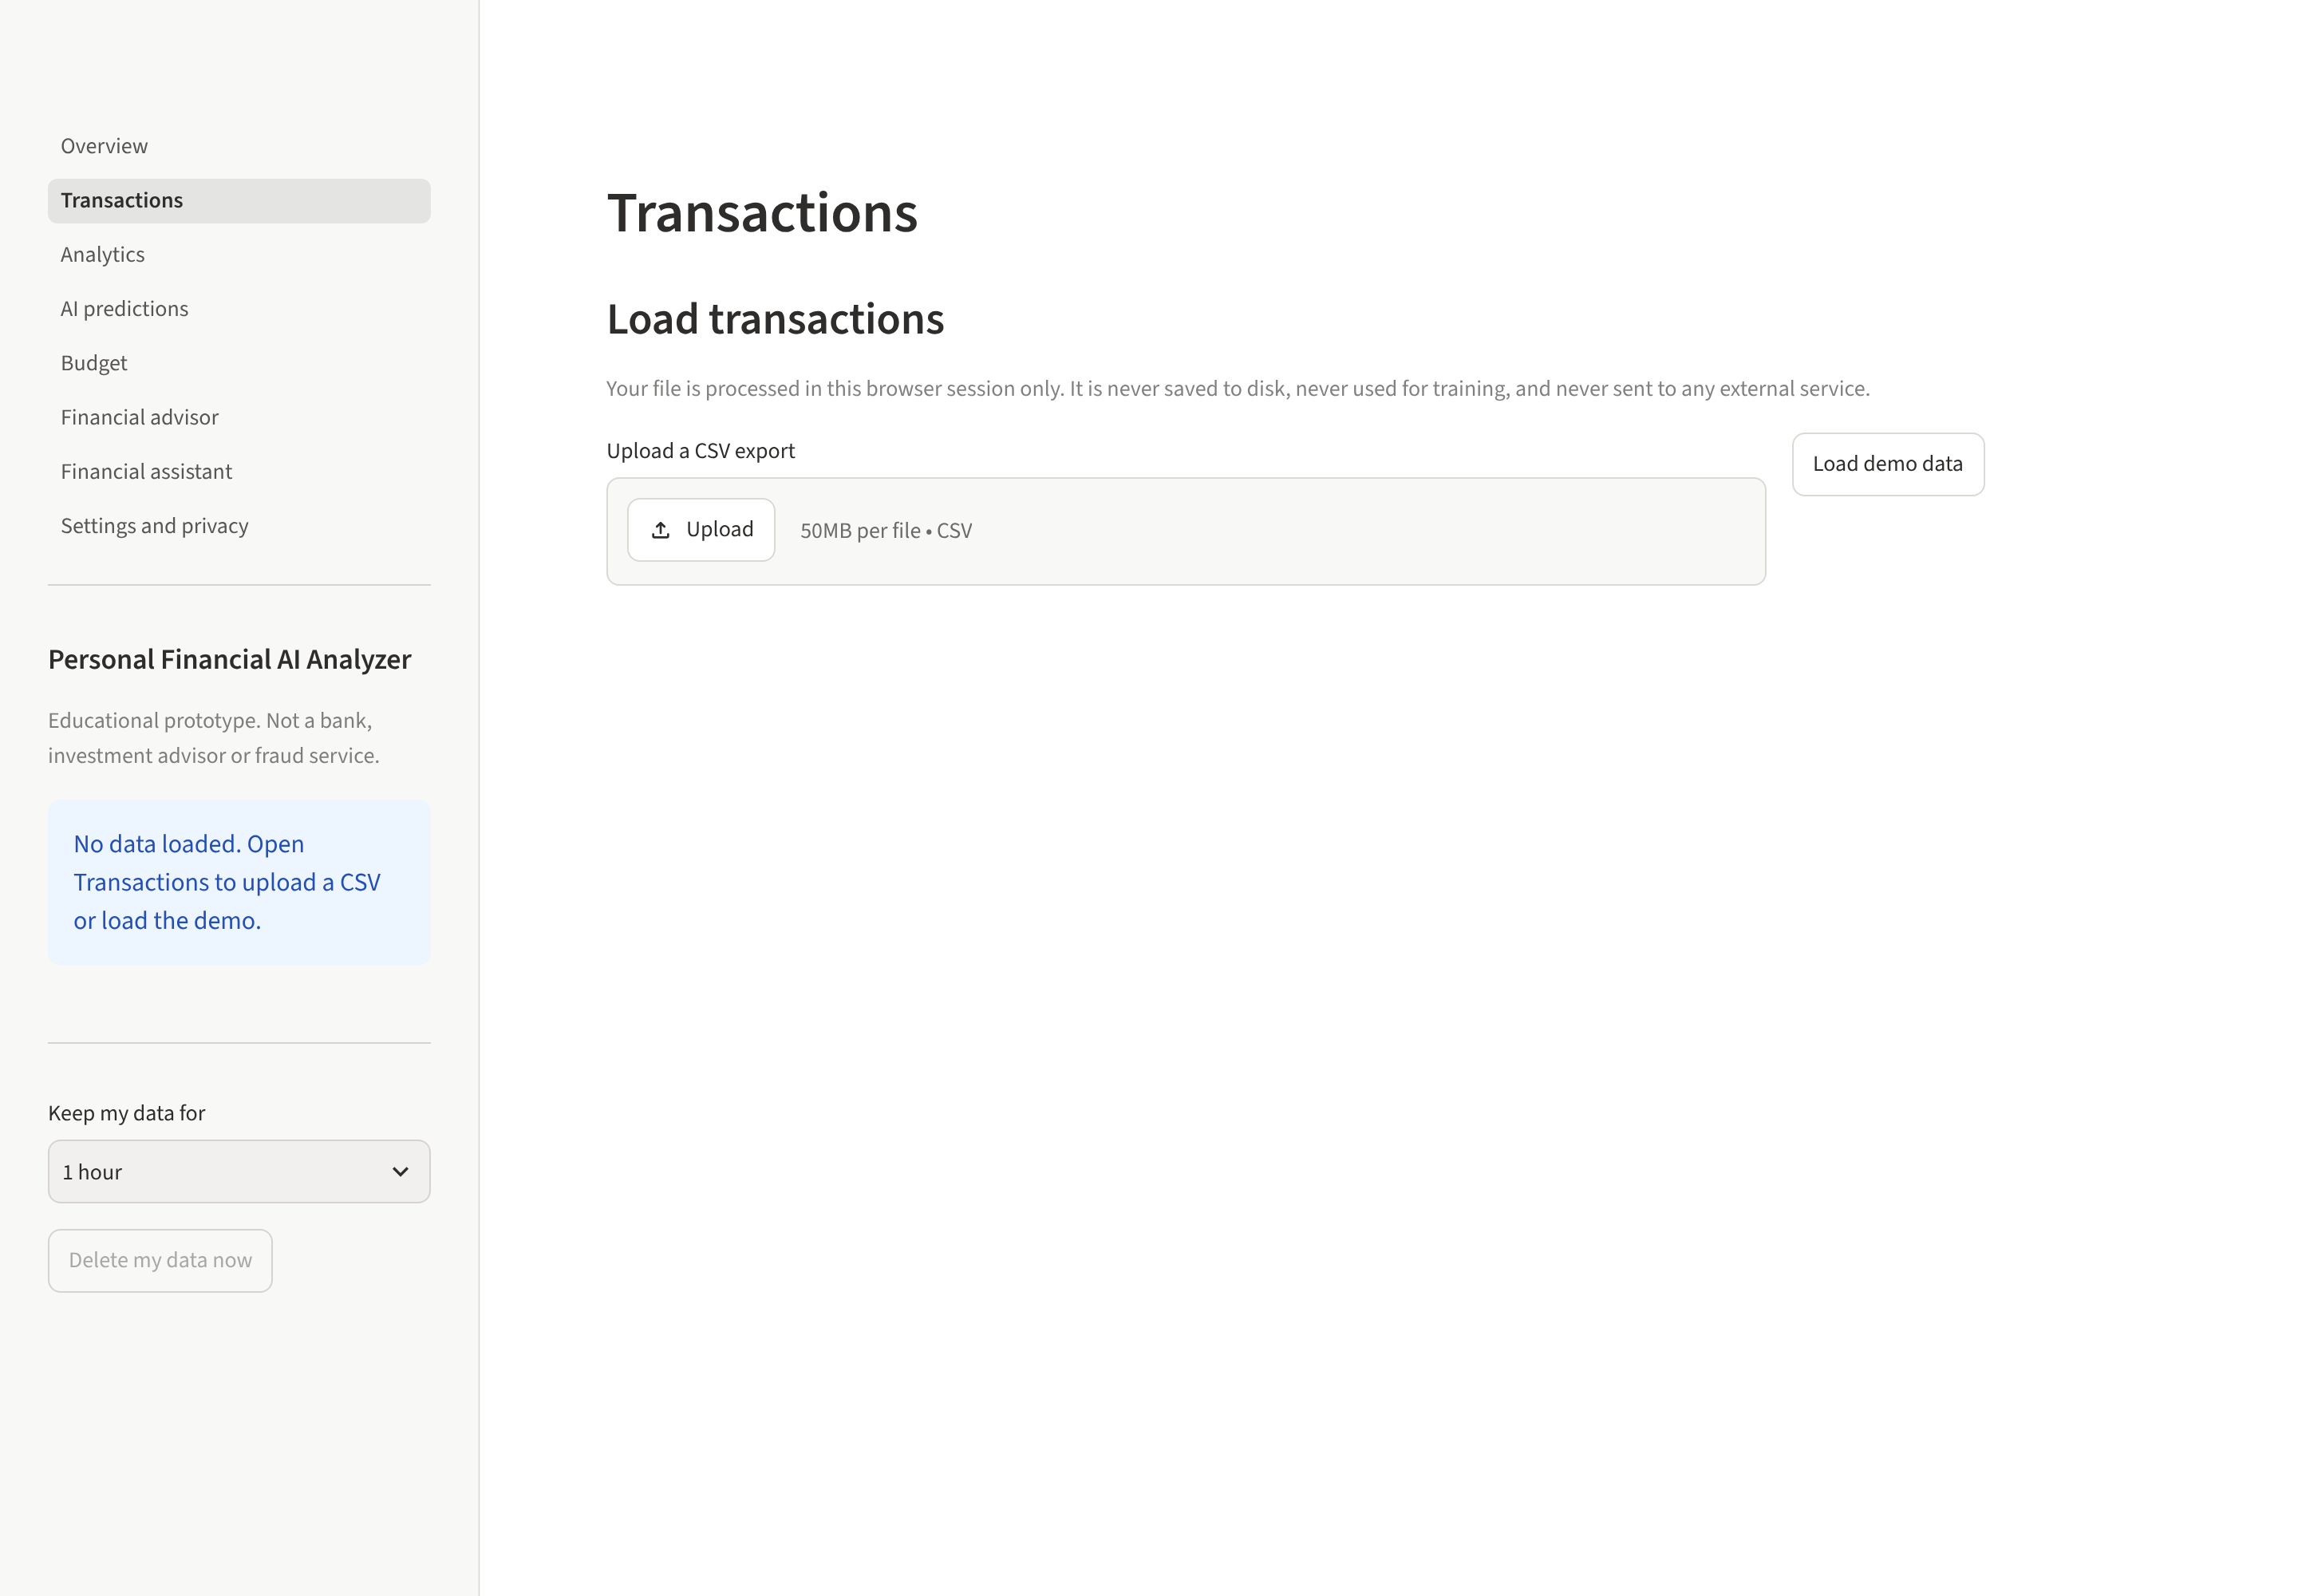 Overview
Transactions
Analytics
AI predictions
Budget
Financial advisor
Financial assistant
Settings and privacy
Personal Financial AI Analyzer
Educational prototype. Not a bank,
investment advisor or fraud service.
No data loaded. Open
Transactions to upload a CSV
or load the demo.
Keep my data for
1 hour
Delete my data now
Transactions
Load transactions
Your file is processed in this browser session only. It is never saved to disk, never used for training, and never sent to any external service.
Upload a CSV export
Load demo data
Upload
50MB per file • CSV